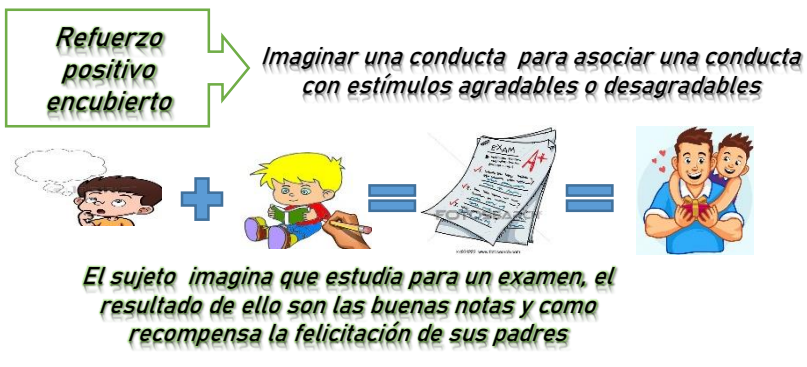 Refuerzo
positivo
encubierto
Imaginar una conducta para asociar una conducta
con estímulos agradables o desagradables
EXAM
A+
El sujeto imagina que estudia para un examen, el
resultado de ello son las buenas notas y como
recompensa la felicitación de sus padres